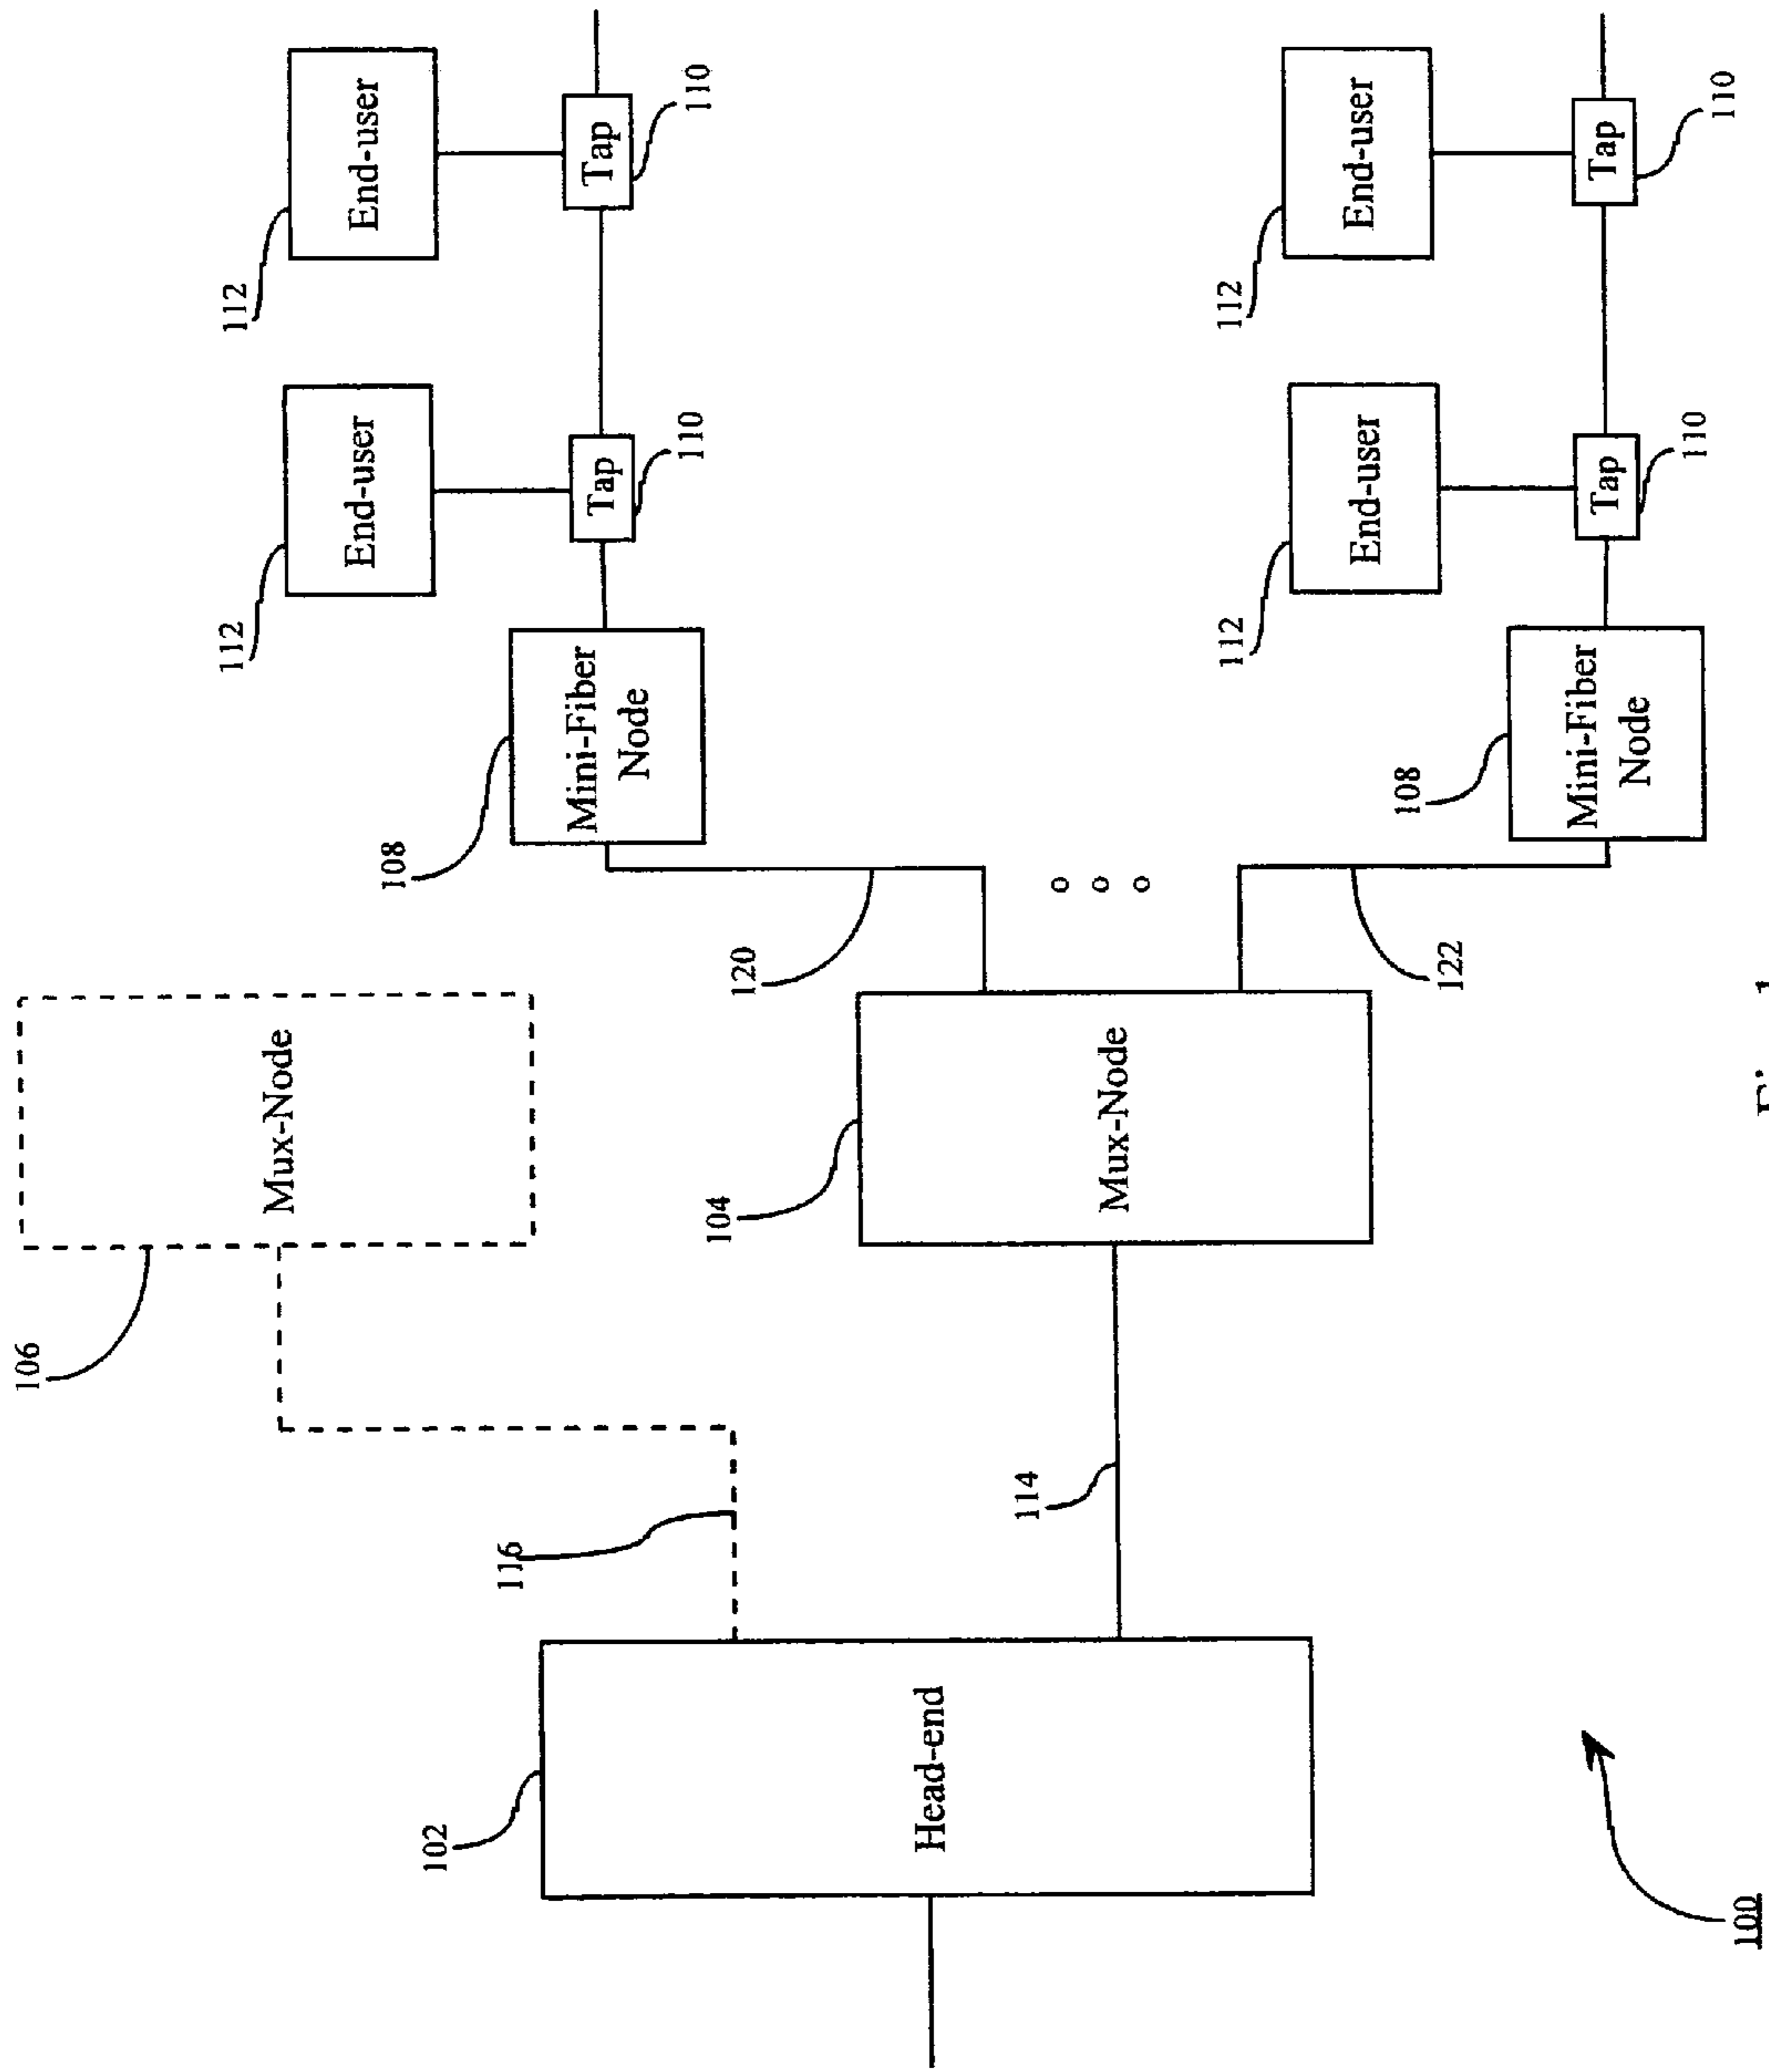 106
112
112
Mux-Node
End-user
End-user
108
102
116
Mini-Fiber
Node
Tap
Tap
110
110
104
120
Head-end
114
Mux-Node
112
112
End-user
End-user
108
122
Mini-Fiber
Node
Tap
Tap
110
110
100